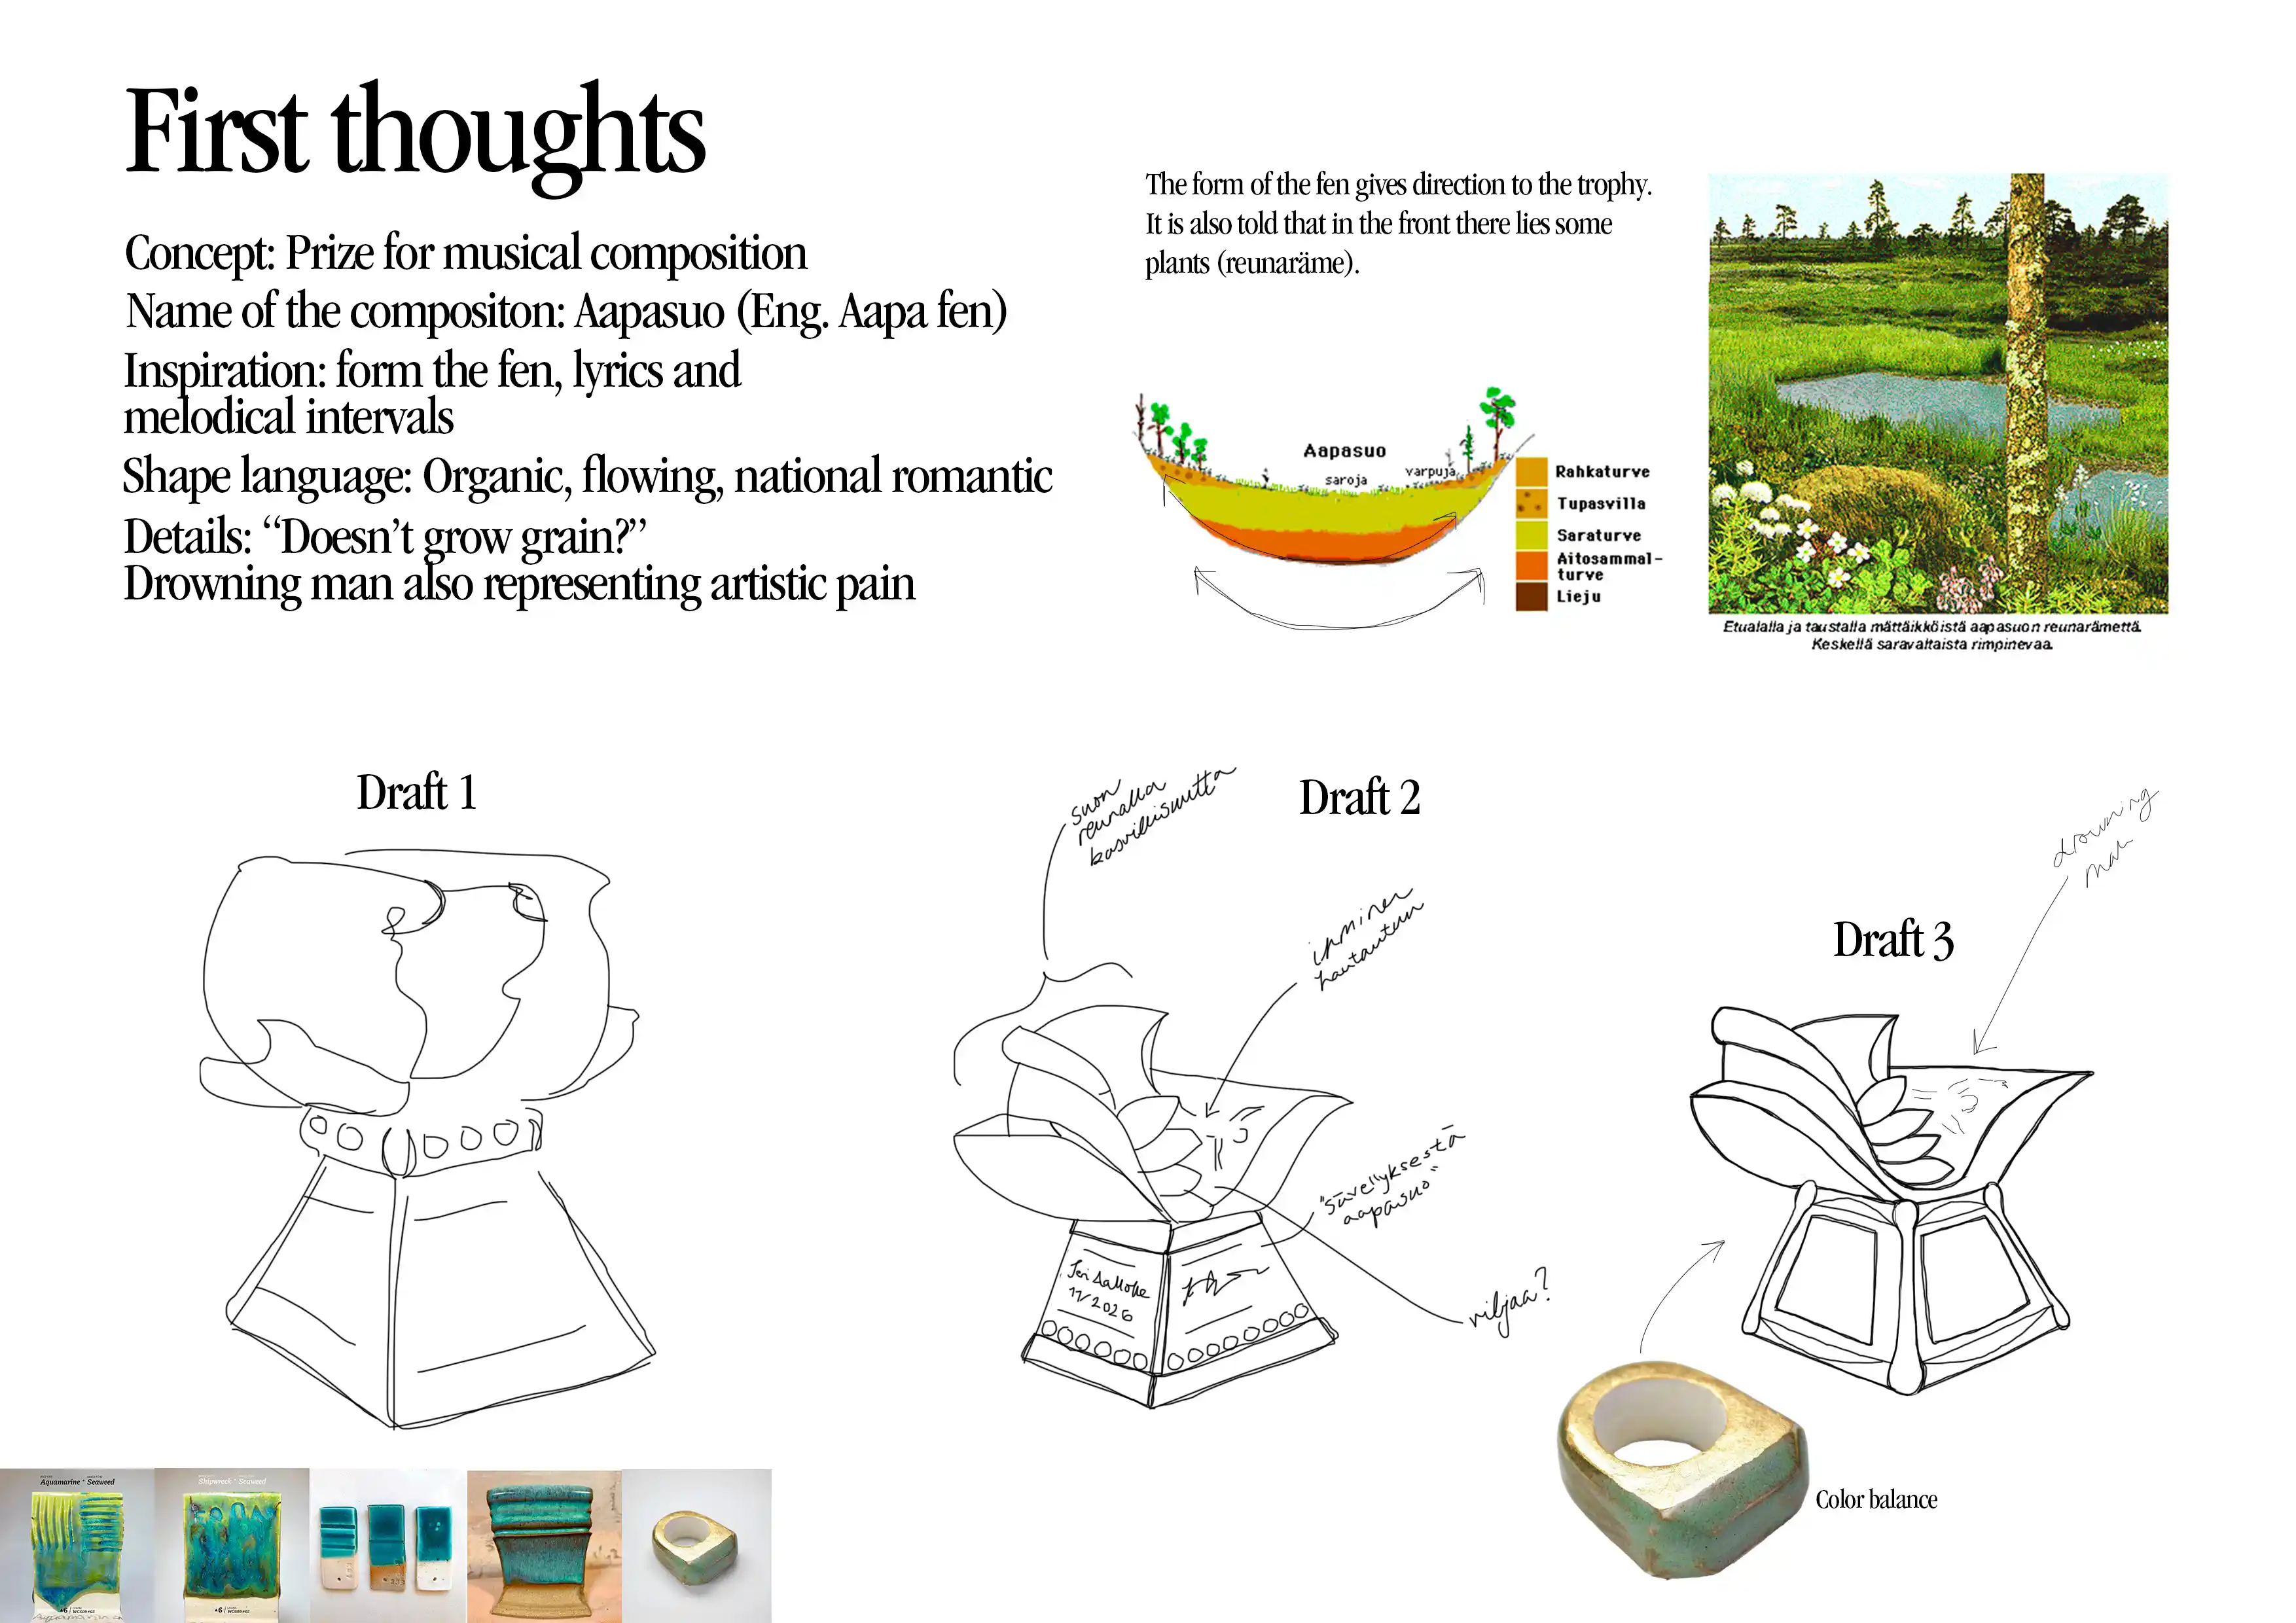 First thoughts
Concept: Prize for musical composition
Name of the compositon: Aapasuo (Eng. Aapa fen)
Inspiration: form the fen, lyrics and
melodical intervals
Shape language: Organic, flowing, national romantic
Details: “Doesn’t grow grain?”
Drowning man also representing artistic pain
The form of the fen gives direction to the trophy.
It is also told that in the front there lies some
plants (reunaräme).
Aapasuo
varpuja
saroja
Rahkaturve
Tupasvilla
Saraturve
Aitosammal-
turve
Lieju
Etualalla ja taustalla mättäikköistä aapasuon reunarämettä.
Keskellä saravaltaista rimpinevaa.
Draft 1
Draft 2
suon
reunalla
kasvillisuutta
ihminen
hautautuu
"sävellyksestä
aapasuo"
11/2026
viljaa?
Draft 3
drowning
man
Color balance
Aquamarine
Seaweed
Shipwreck
Seaweed